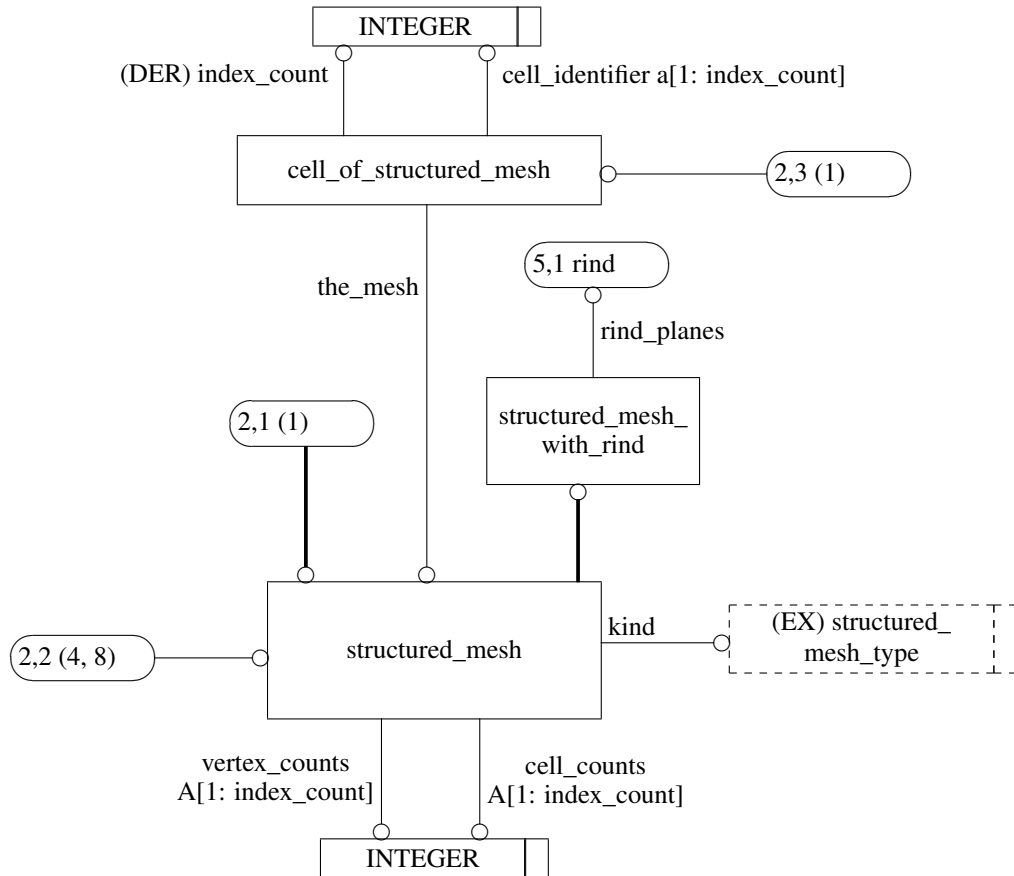 INTEGER
(DER) index_count
cell_identifier a[1: index_count]
cell_of_structured_mesh
2,3 (1)
5,1 rind
the_mesh
rind_planes
2,1 (1)
structured_mesh_
with_rind
2,2 (4, 8)
structured_mesh
kind
(EX) structured_
mesh_type
vertex_counts
A[1: index_count]
cell_counts
A[1: index_count]
INTEGER